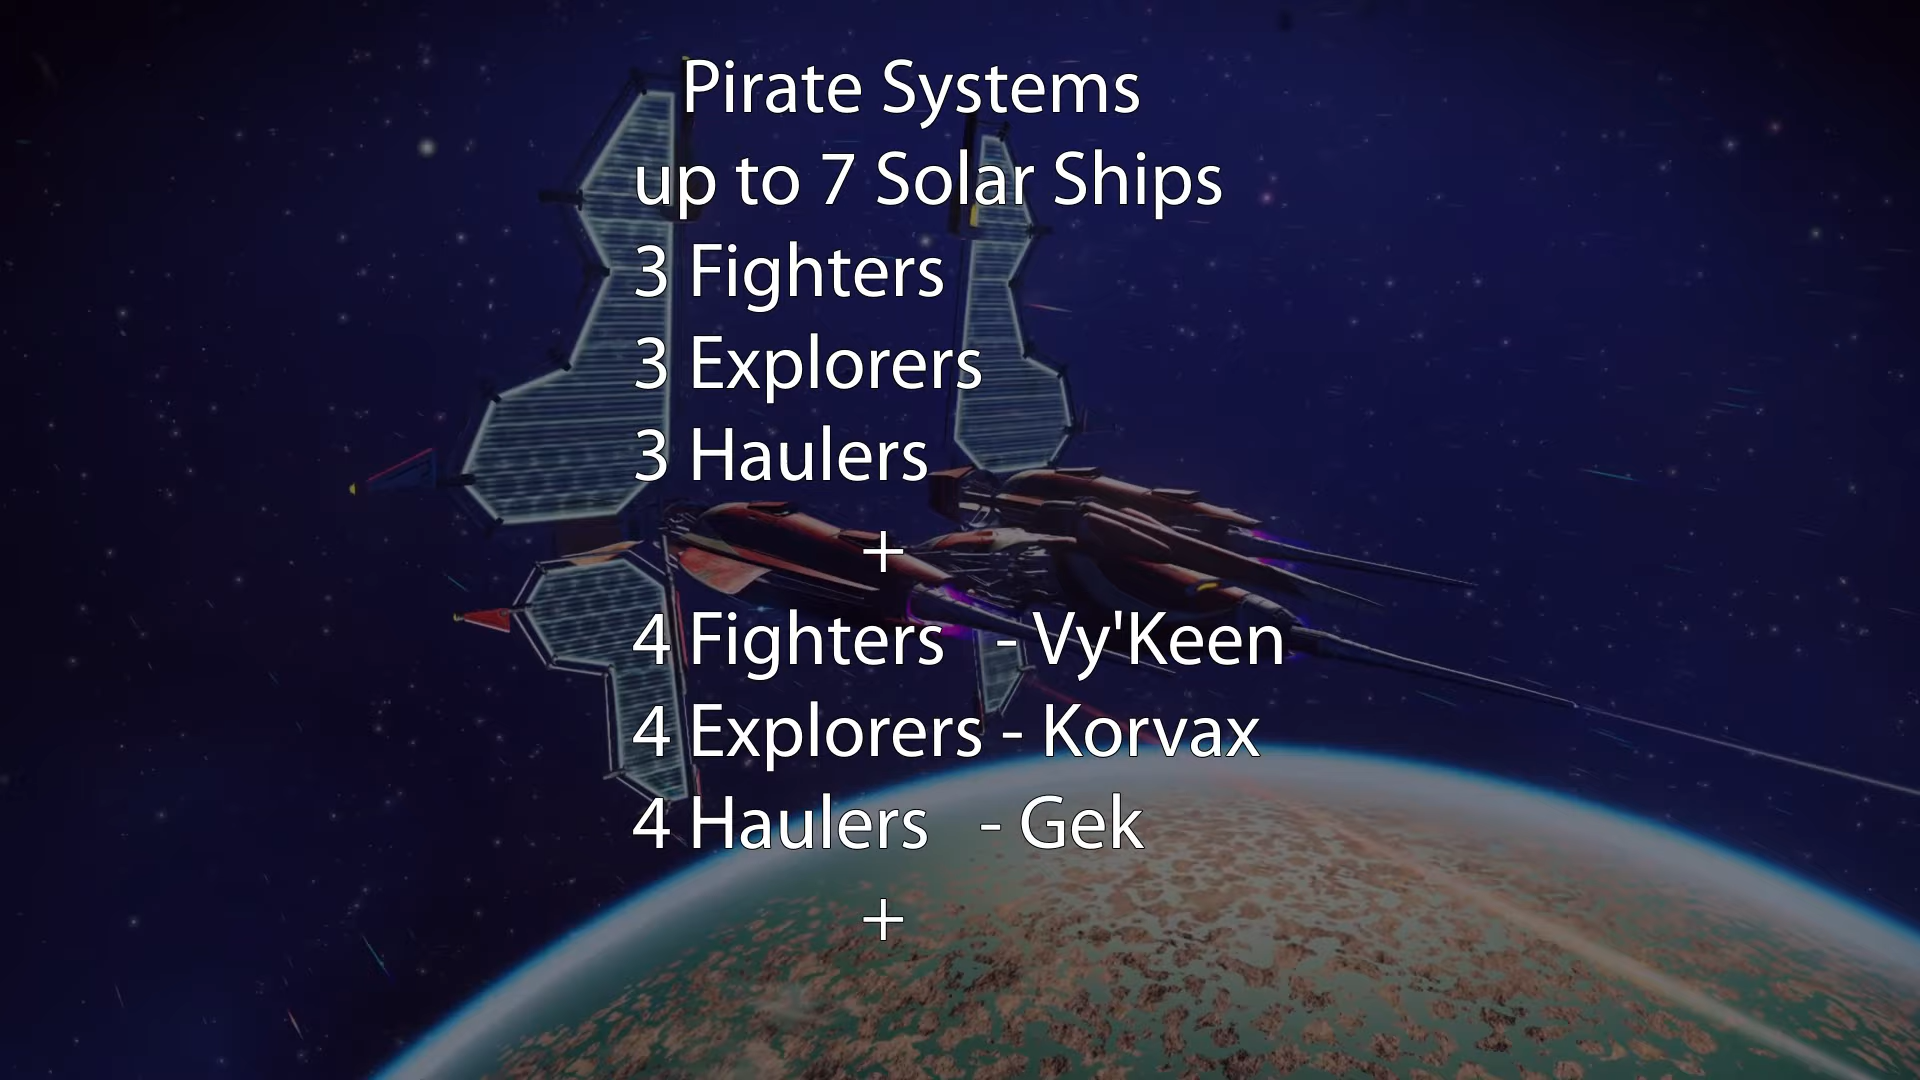 Pirate Systems
up to 7 Solar Ships
3 Fighters
3 Explorers
3 Haulers
+
4 Fighters - Vy'Keen
4 Explorers - Korvax
4 Haulers - Gek
+